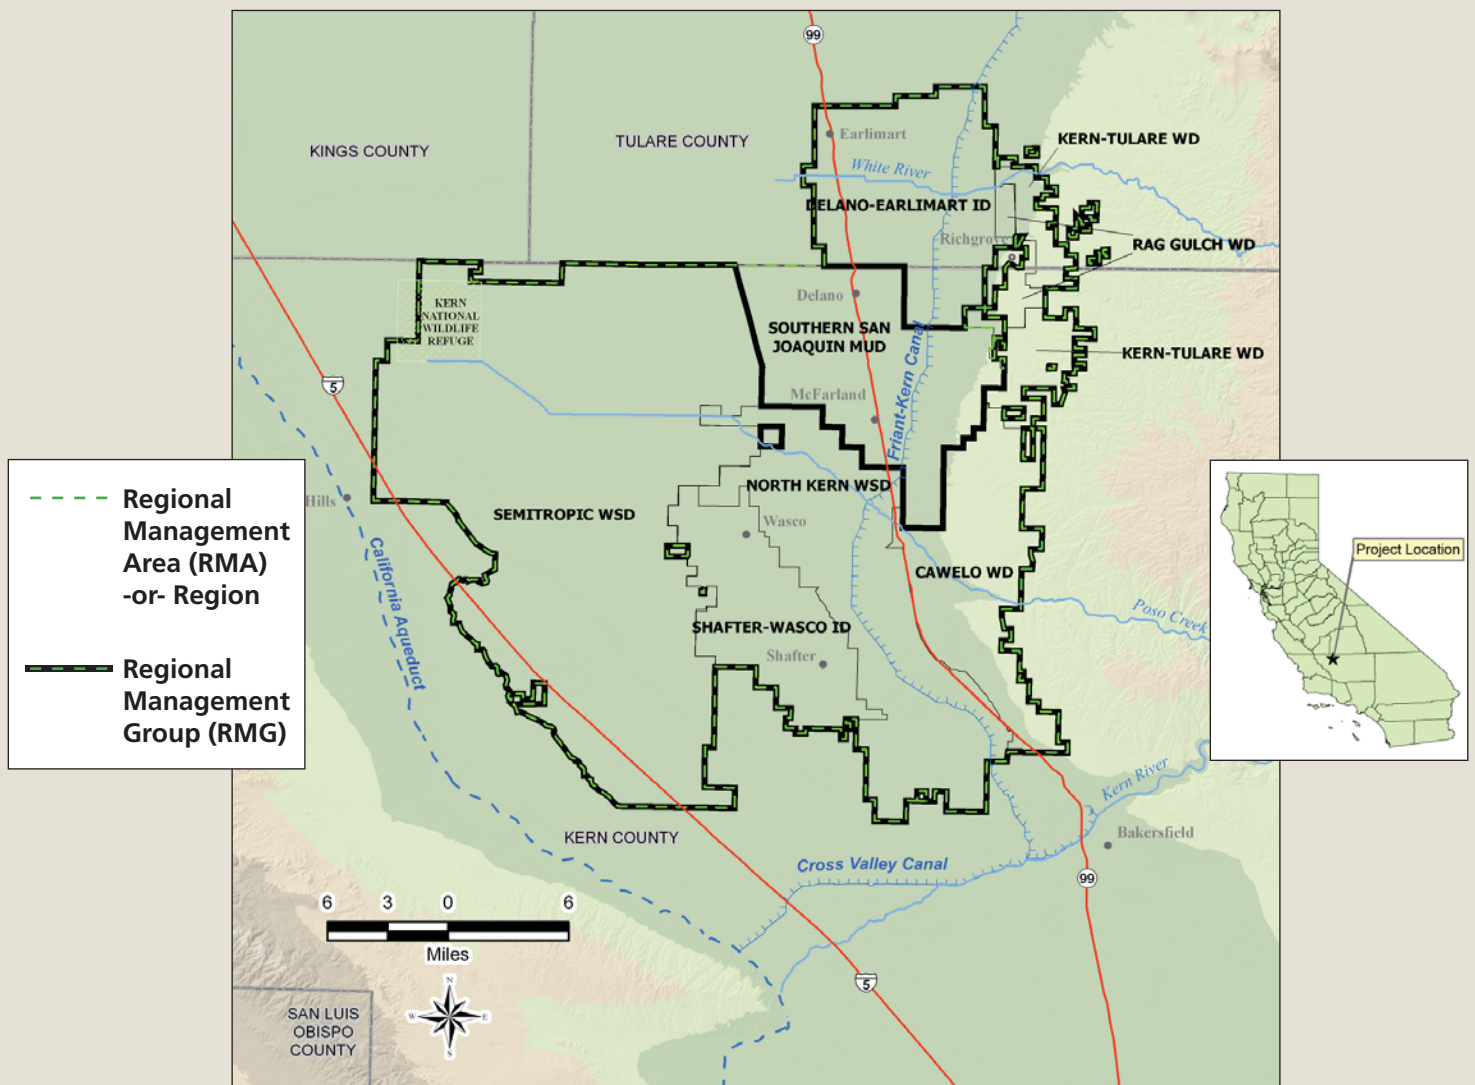 99
Earlimart
KERN-TULARE WD
TULARE COUNTY
KINGS COUNTY
White River
DELANO-EARLIMART ID
Richgrove
RAG GULCH WD
Delano
KERN
NATIONAL
WILDLIFE
REFUGE
SOUTHERN SAN
JOAQUIN MUD
KERN-TULARE WD
5
McFarland
Friant-Kern Canal
Regional
Management
Area (RMA)
-or- Region
Regional
Management
Group (RMG)
Hills
NORTH KERN WSD
SEMITROPIC WSD
Wasco
California Aqueduct
CAWELO WD
Poso Creek
Project Location
SHAFTER-WASCO ID
Shafter
Kern River
KERN COUNTY
Bakersfield
Cross Valley Canal
99
6 3 0 6
Miles
5
N
W E
S
SAN LUIS
OBISPO
COUNTY